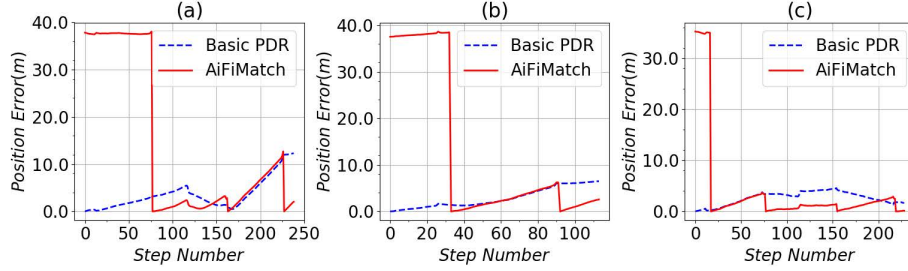 (a)
40.0
30.0
20.0
10.0
0.0
Position Error(m)
Basic PDR
AiFiMatch
0 50 100 150 200 250
Step Number
(b)
40.0
30.0
20.0
10.0
0.0
Position Error(m)
Basic PDR
AiFiMatch
0 20 40 60 80 100
Step Number
(c)
30.0
20.0
10.0
0.0
Position Error(m)
Basic PDR
AiFiMatch
0 50 100 150 200
Step Number